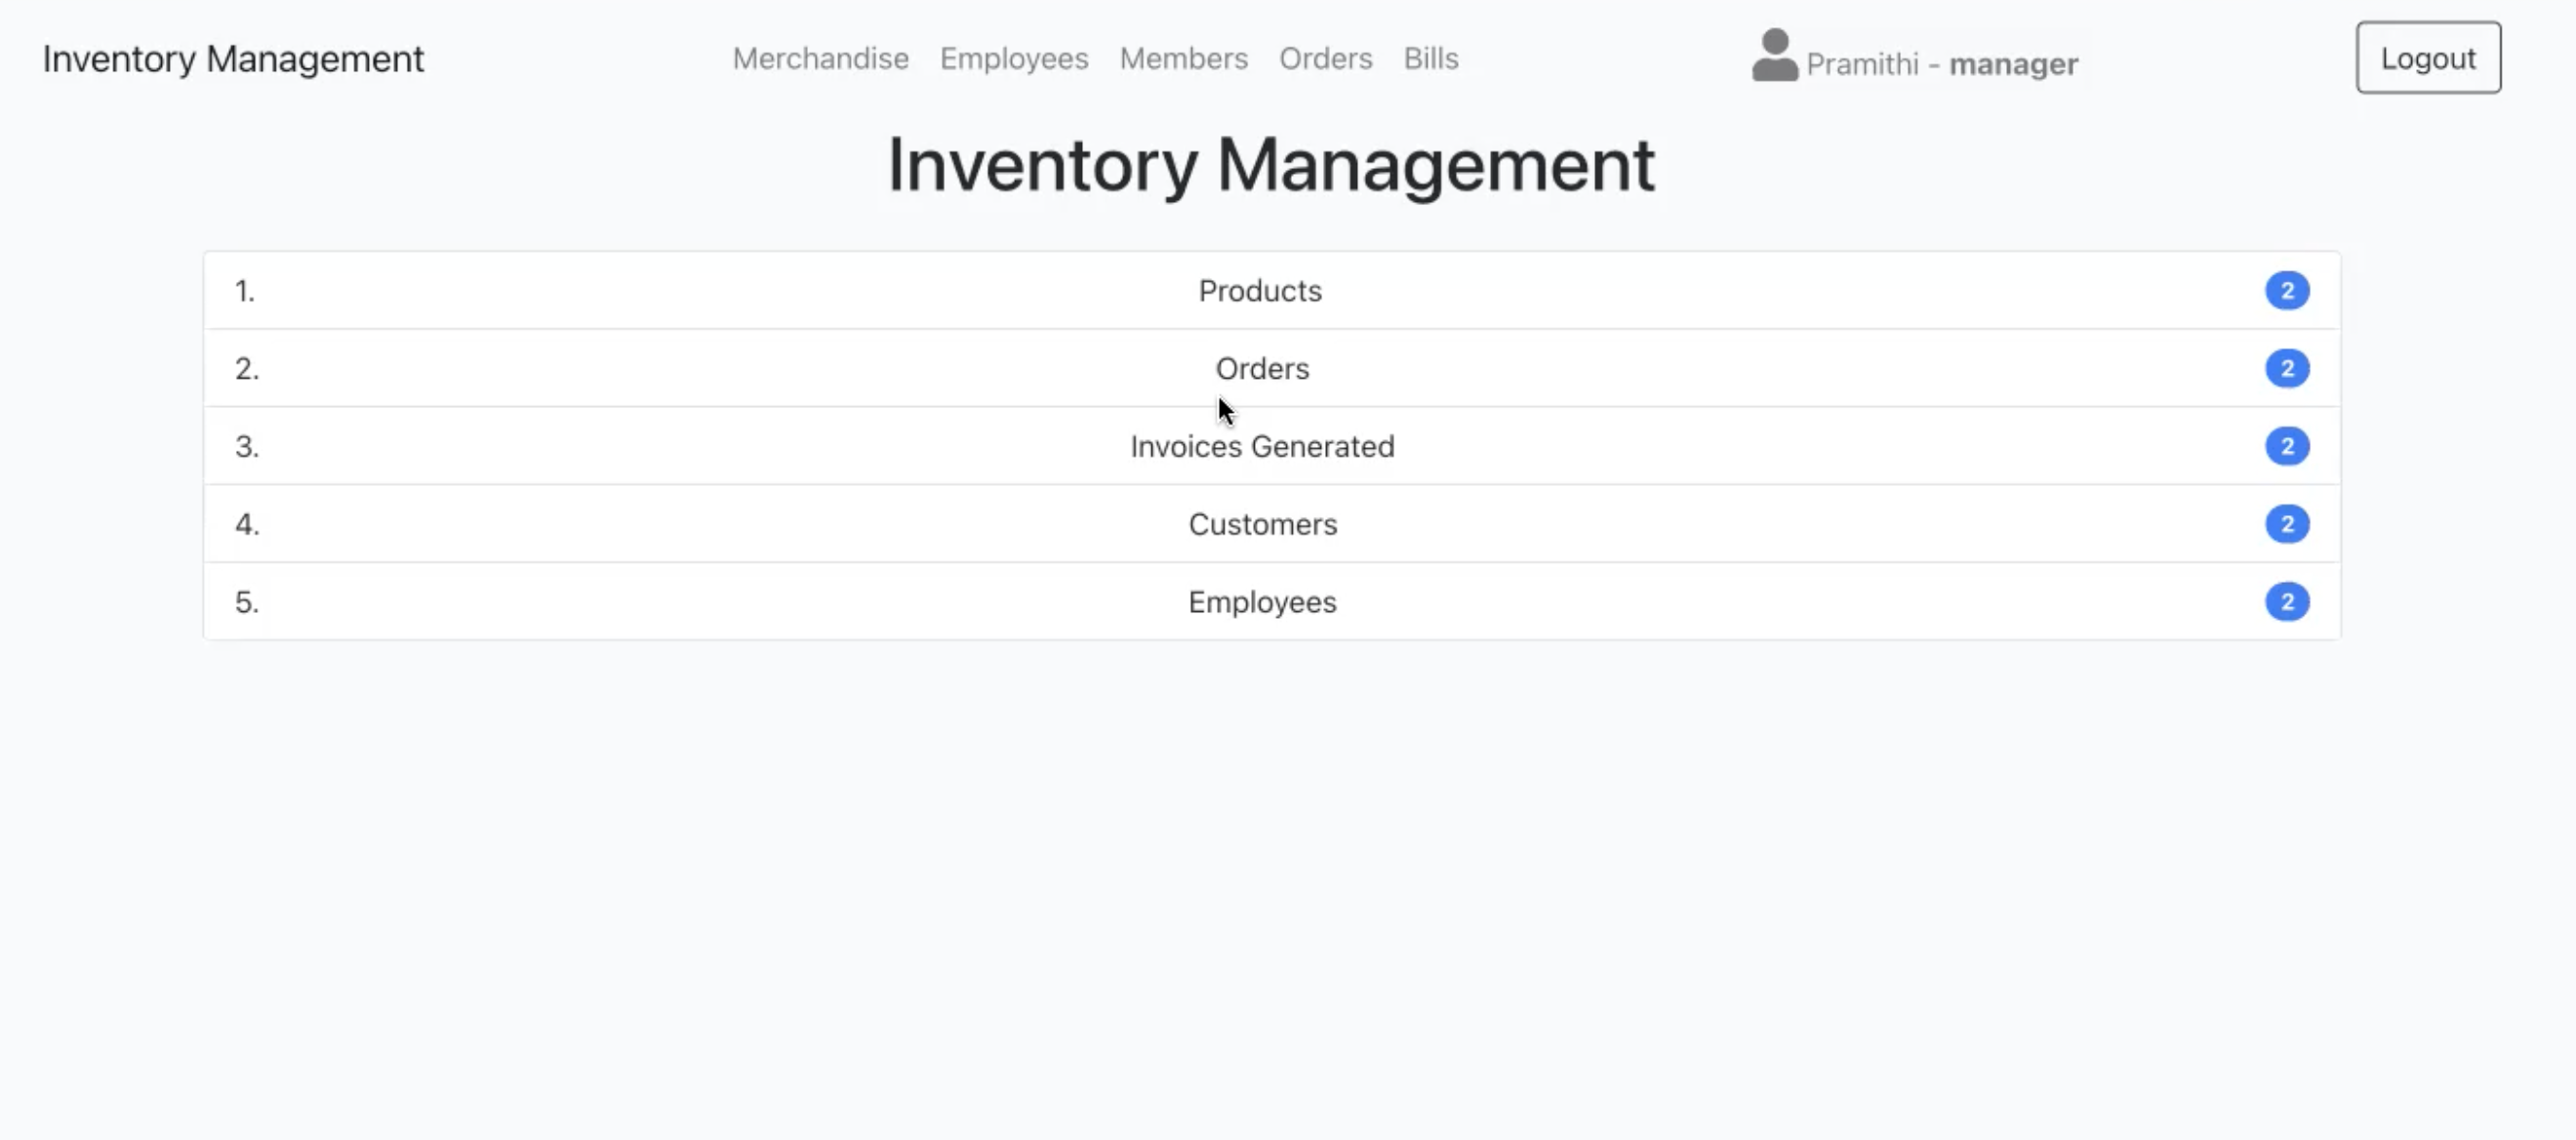 Inventory Management Merchandise Employees Members Orders Bills Pramithi - manager Logout
Inventory Management
1. Products 2
2. Orders 2
3. Invoices Generated 2
4. Customers 2
5. Employees 2